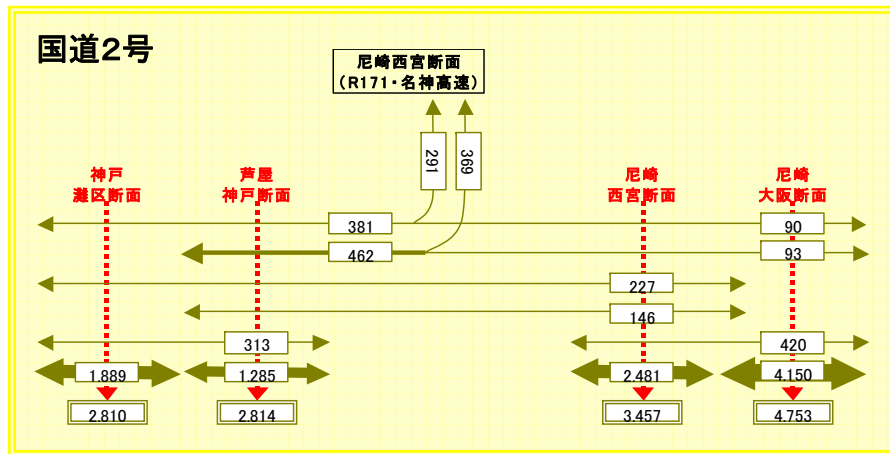 国道2号
尼崎西宮断面
(R171・名神高速)
291
369
神戸
灘区断面
芦屋
神戸断面
尼崎
西宮断面
尼崎
大阪断面
381
90
462
93
227
146
313
420
1.889
1.285
2.481
4.150
2.810
2.814
3.457
4.753